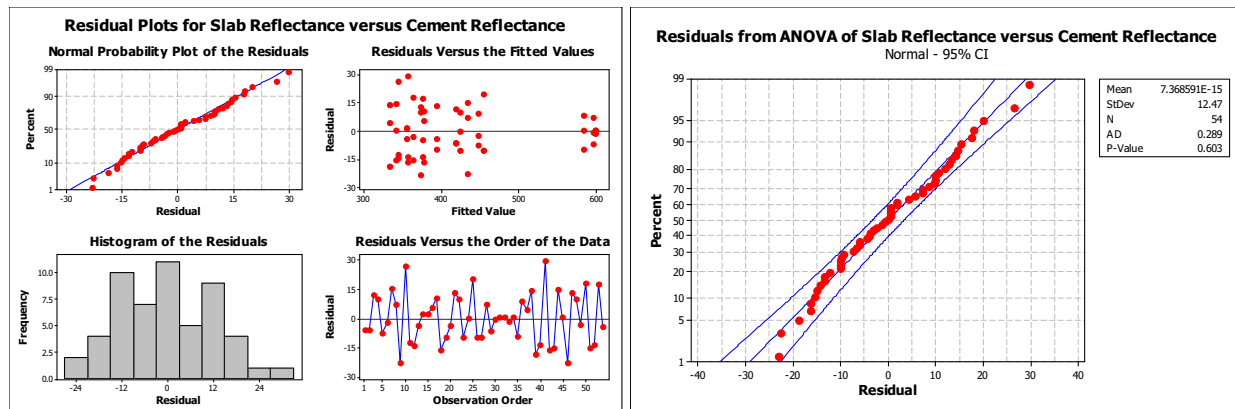 Residual Plots for Slab Reflectance versus Cement Reflectance
Normal Probability Plot of the Residuals
99
90
50
10
1
Percent
-30 -15 0 15 30
Residual
Residuals Versus the Fitted Values
30
15
0
-15
-30
Residual
300 400 500 600
Fitted Value
Histogram of the Residuals
10.0
7.5
5.0
2.5
0.0
Frequency
-24 -12 0 12 24
Residual
Residuals Versus the Order of the Data
30
15
0
-15
-30
Residual
1 5 10 15 20 25 30 35 40 45 50
Observation Order
Residuals from ANOVA of Slab Reflectance versus Cement Reflectance
Normal - 95% CI
99
95
90
80
70
60
50
40
30
20
10
5
1
Percent
-40 -30 -20 -10 0 10 20 30 40
Residual
Mean 7.368591E-15
StDev 12.47
N 54
AD 0.289
P-Value 0.603